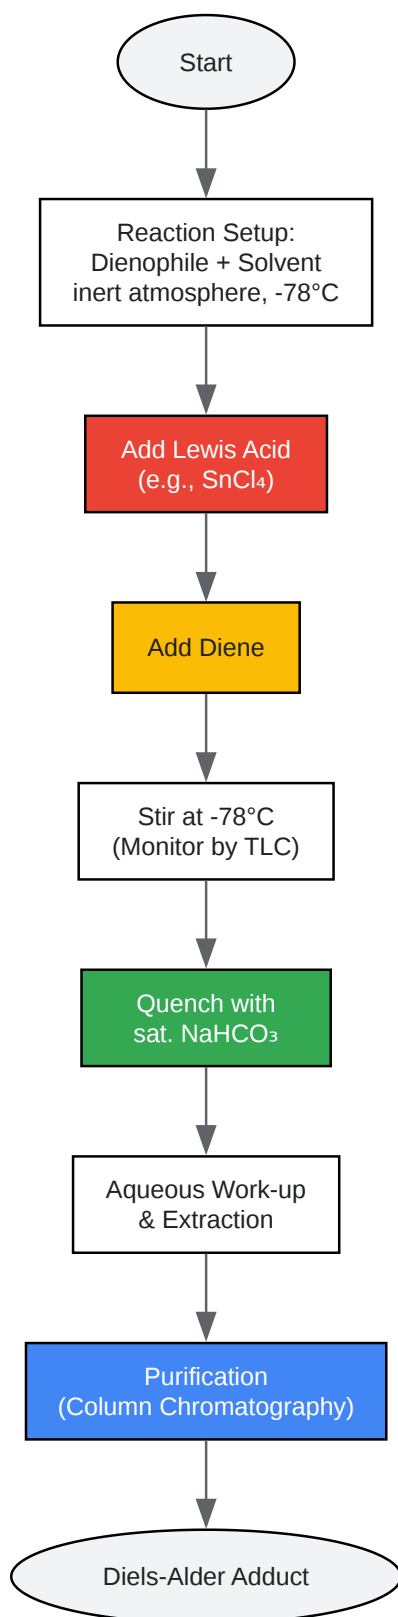 Start
Reaction Setup:
Dienophile + Solvent
inert atmosphere, -78°C
Add Lewis Acid
(e.g., SnCl₄)
Add Diene
Stir at -78°C
(Monitor by TLC)
Quench with
sat. NaHCO₃
Aqueous Work-up
& Extraction
Purification
(Column Chromatography)
Diels-Alder Adduct